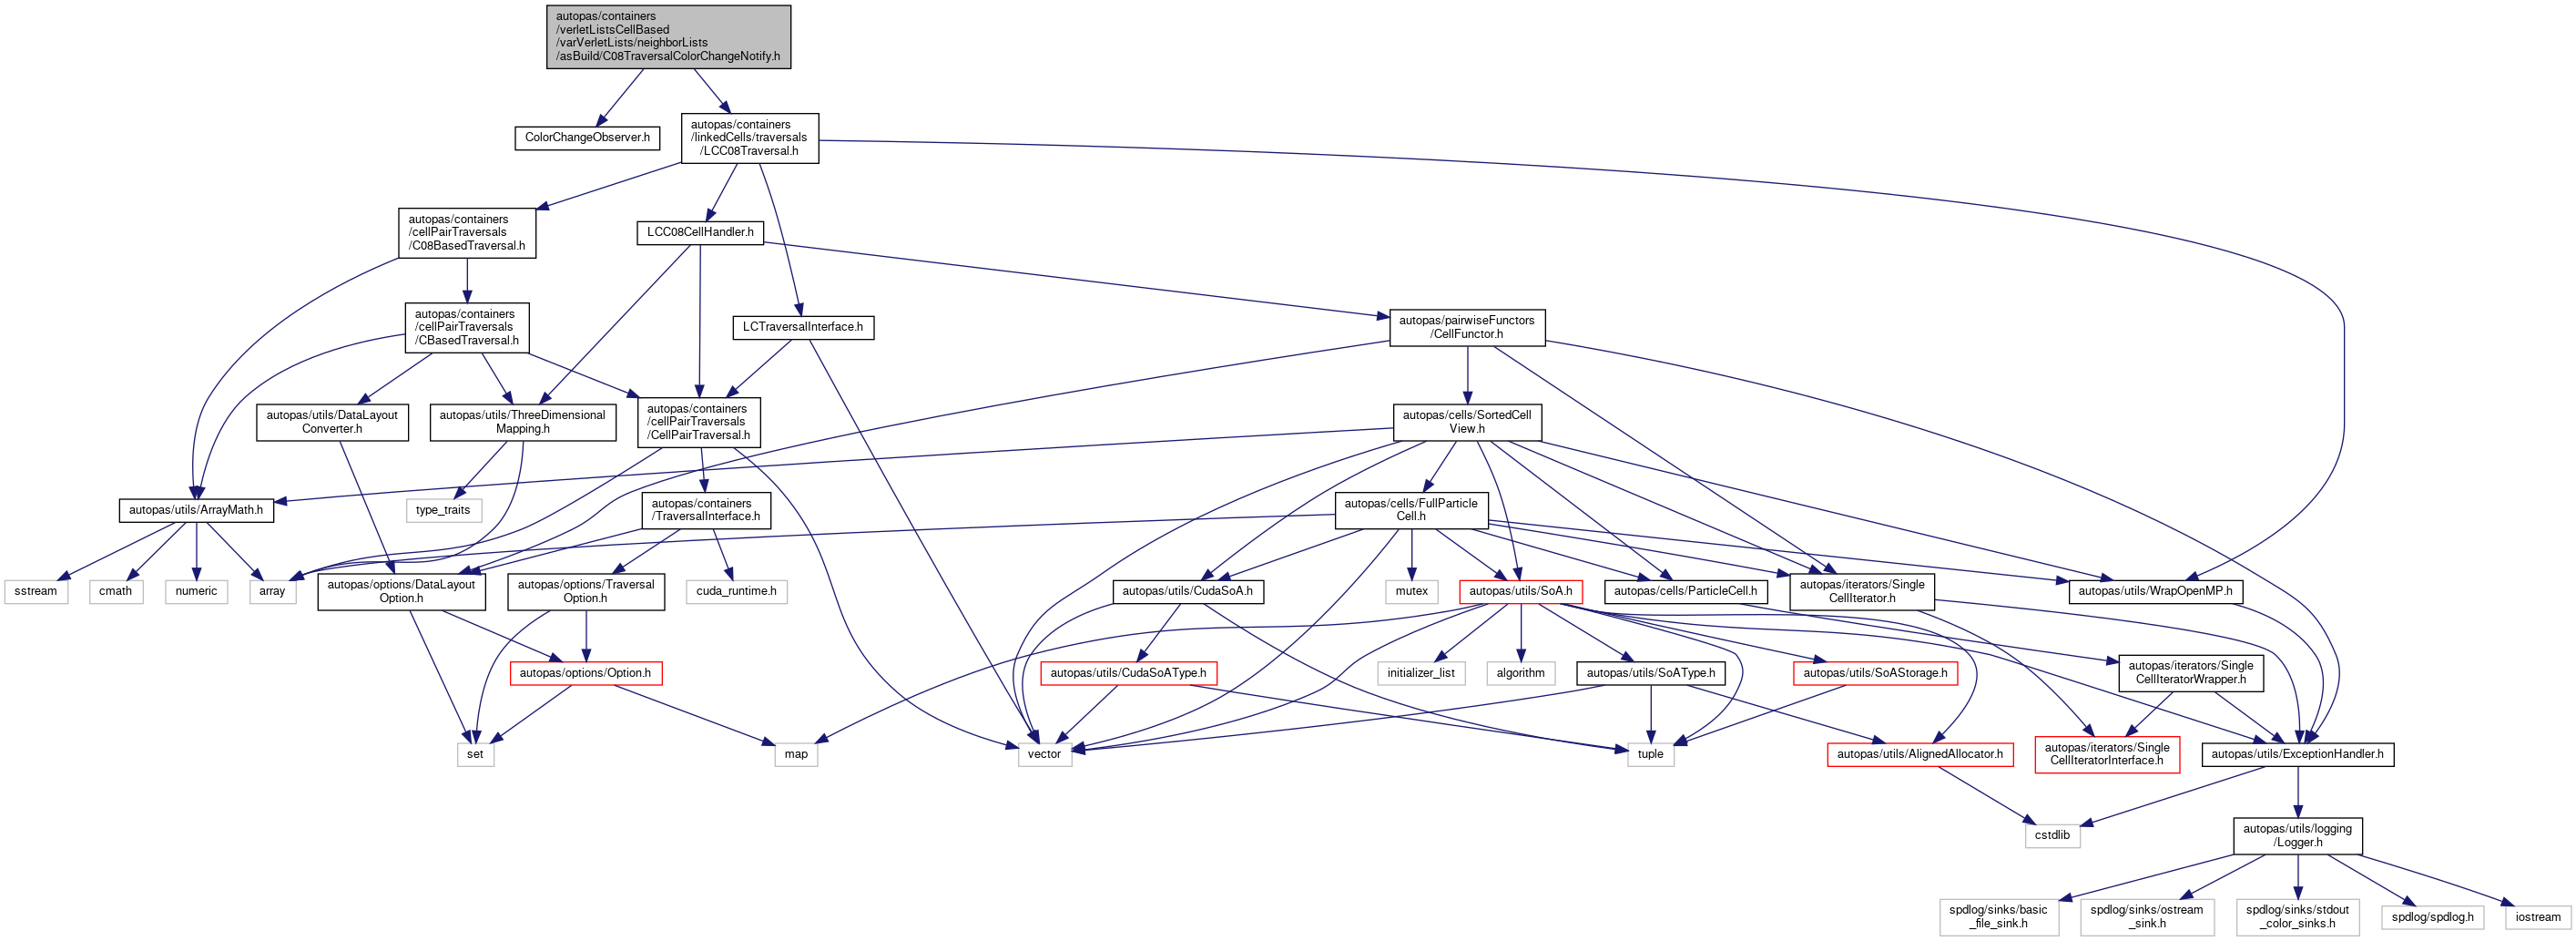 autopas/containers
/verletListsCellBased
/varVerletLists/neighborLists
/asBuild/C08TraversalColorChangeNotify.h
ColorChangeObserver.h
autopas/containers
/linkedCells/traversals
/LCC08Traversal.h
autopas/containers
/cellPairTraversals
/C08BasedTraversal.h
LCC08CellHandler.h
autopas/containers
/cellPairTraversals
/CBasedTraversal.h
LCTraversalInterface.h
autopas/pairwiseFunctors
/CellFunctor.h
autopas/utils/DataLayout
Converter.h
autopas/utils/ThreeDimensional
Mapping.h
autopas/containers
/cellPairTraversals
/CellPairTraversal.h
autopas/cells/SortedCell
View.h
autopas/utils/ArrayMath.h
type_traits
autopas/containers
/TraversalInterface.h
autopas/cells/FullParticle
Cell.h
sstream
cmath
numeric
array
autopas/options/DataLayout
Option.h
autopas/options/Traversal
Option.h
cuda_runtime.h
autopas/utils/CudaSoA.h
mutex
autopas/utils/SoA.h
autopas/cells/ParticleCell.h
autopas/iterators/Single
CellIterator.h
autopas/utils/WrapOpenMP.h
autopas/options/Option.h
autopas/utils/CudaSoAType.h
initializer_list
algorithm
autopas/utils/SoAType.h
autopas/utils/SoAStorage.h
autopas/iterators/Single
CellIteratorWrapper.h
set
map
vector
tuple
autopas/utils/AlignedAllocator.h
autopas/iterators/Single
CellIteratorInterface.h
autopas/utils/ExceptionHandler.h
cstdlib
autopas/utils/logging
/Logger.h
spdlog/sinks/basic
_file_sink.h
spdlog/sinks/ostream
_sink.h
spdlog/sinks/stdout
_color_sinks.h
spdlog/spdlog.h
iostream